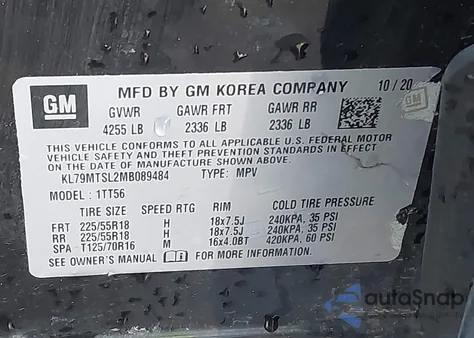 GM
MFD BY GM KOREA COMPANY
10/20
GVWR GAWR FRT GAWR RR
4255 LB 2336 LB 2336 LB
THIS VEHICLE CONFORMS TO ALL APPLICABLE U.S. FEDERAL MOTOR
VEHICLE SAFETY AND THEFT PREVENTION STANDARDS IN EFFECT
ON THE DATE OF MANUFACTURE SHOWN ABOVE.
KL79MTSL2MB089484 TYPE: MPV
MODEL : 1TT56
TIRE SIZE SPEED RTG RIM COLD TIRE PRESSURE
FRT 225/55R18 H 18x7.5J 240KPA, 35 PSI
RR 225/55R18 H 18x7.5J 240KPA, 35 PSI
SPA T125/70R16 M 16x4.0BT 420KPA, 60 PSI
SEE OWNER'S MANUAL FOR MORE INFORMATION.
autoSnap